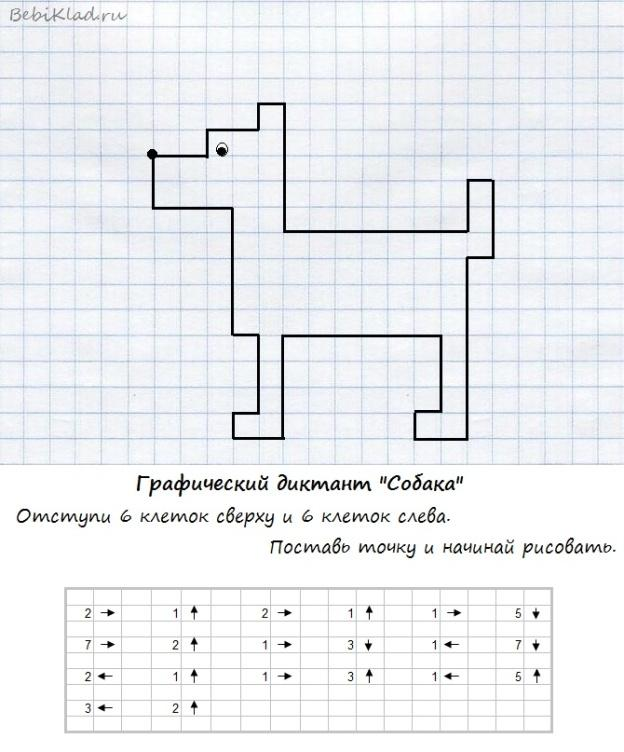 BebiKlad.ru
Графический диктант "Собака"
Отступи 6 клеток сверху и 6 клеток слева.
Поставь точку и начинай рисовать.
2 → 1 ↑ 2 → 1 ↑ 1 → 5 ↓
7 → 2 ↑ 1 → 3 ↓ 1 ← 7 ↓
2 ← 1 ↑ 1 → 3 ↑ 1 ← 5 ↑
3 ← 2 ↑